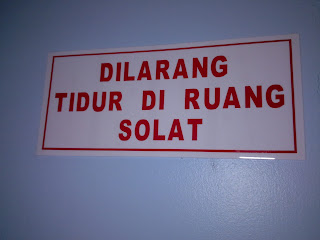 DILARANG
TIDUR DI RUANG
SOLAT